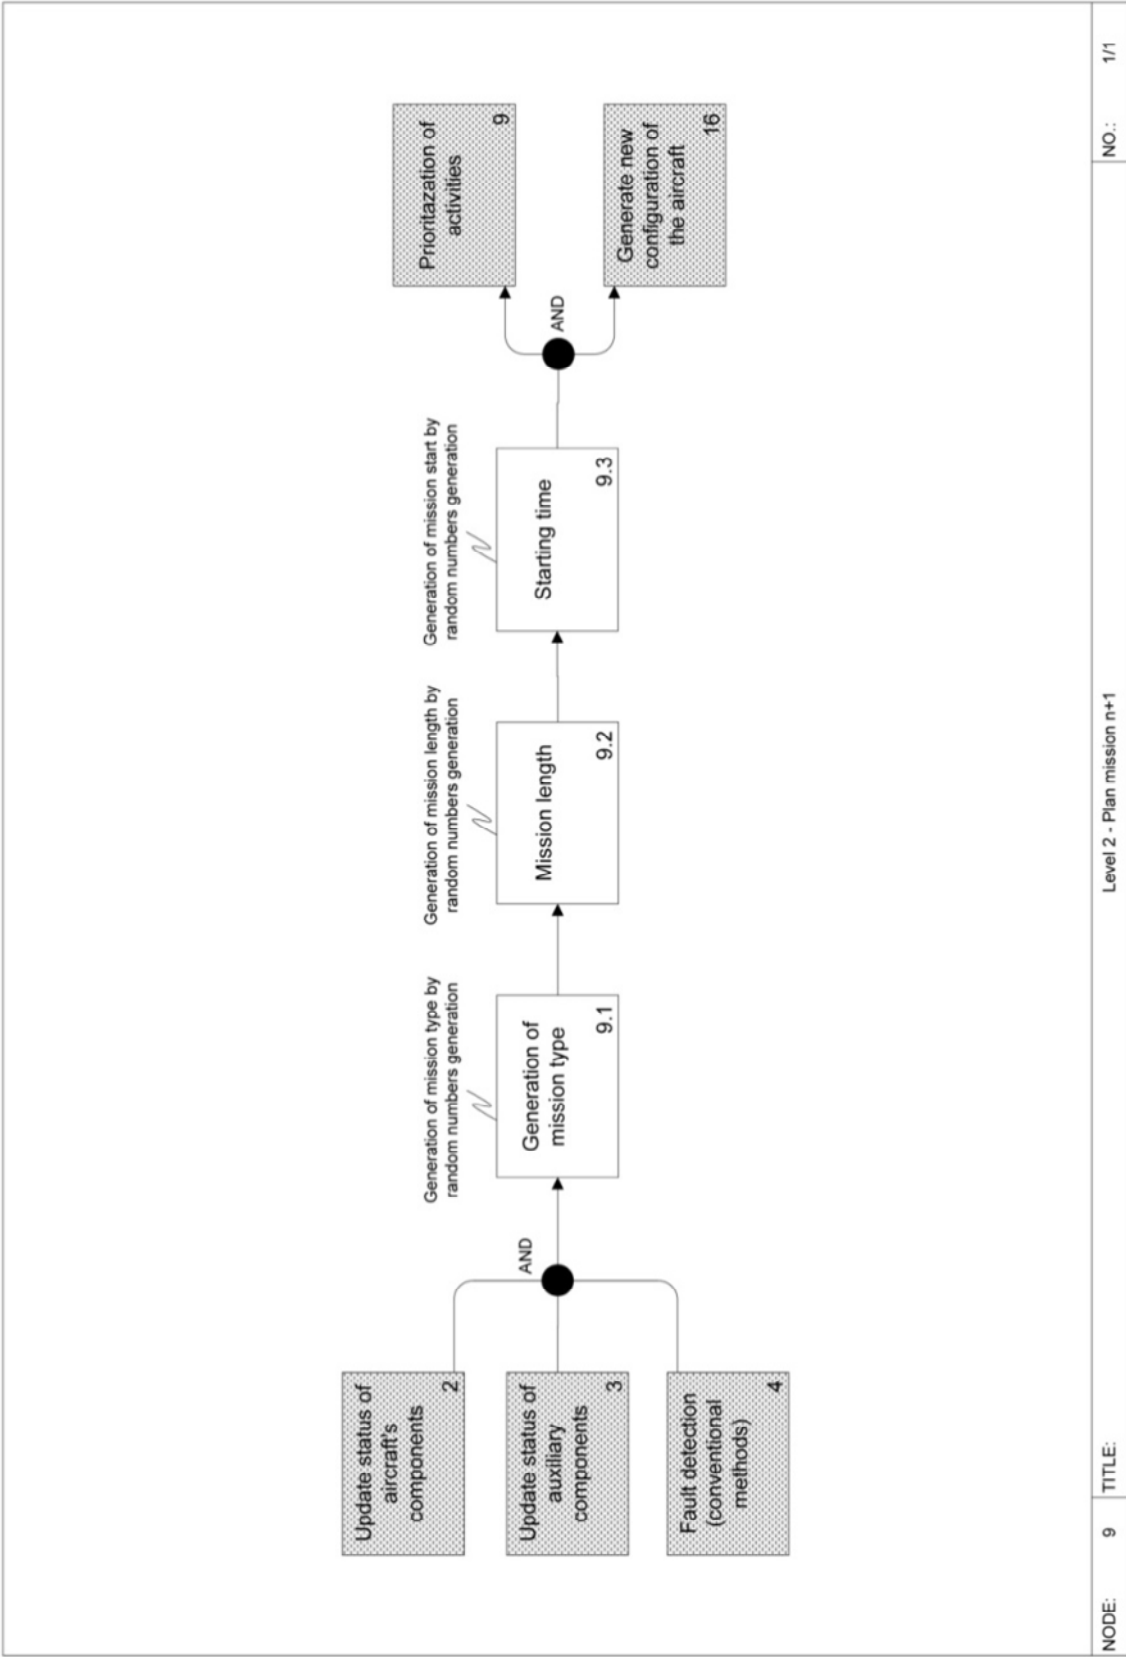 Update status of
aircraft's
components
2
Update status of
auxiliary
components
3
Fault detection
(conventional
methods)
4
AND
Generation of mission type by
random numbers generation
Generation of
mission type
9.1
Generation of mission length by
random numbers generation
Mission length
9.2
Generation of mission start by
random numbers generation
Starting time
9.3
AND
Prioritazation of
activities
9
Generate new
configuration of
the aircraft
16
NODE: 9 TITLE: Level 2 - Plan mission n+1 NO.: 1/1